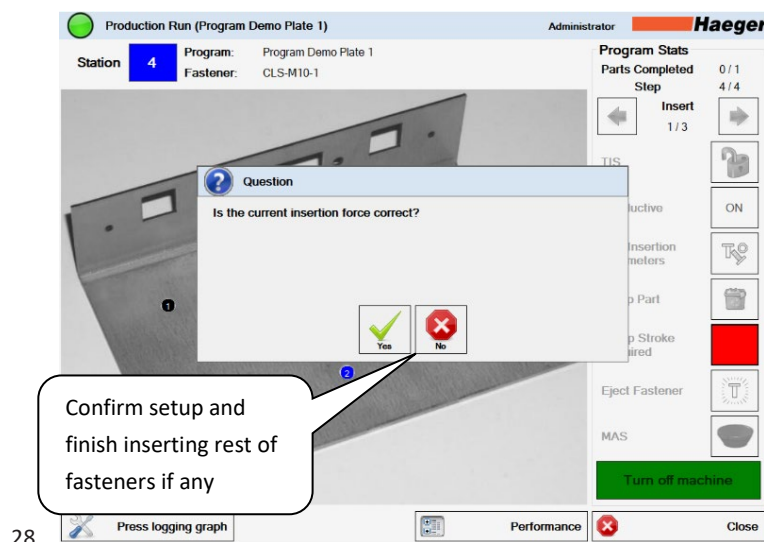 Production Run (Program Demo Plate 1)
Administrator
Haeger
Station
4
Program:
Program Demo Plate 1
Fastener:
CLS-M10-1
Program Stats
Parts Completed
0 / 1
Step
4 / 4
Insert
1 / 3
TIS
Question
Is the current insertion force correct?
Yes
No
uctive
ON
Insertion
meters
p Part
p Stroke
ired
1
2
Eject Fastener
MAS
Turn off machine
Confirm setup and
finish inserting rest of
fasteners if any
28
Press logging graph
Performance
Close